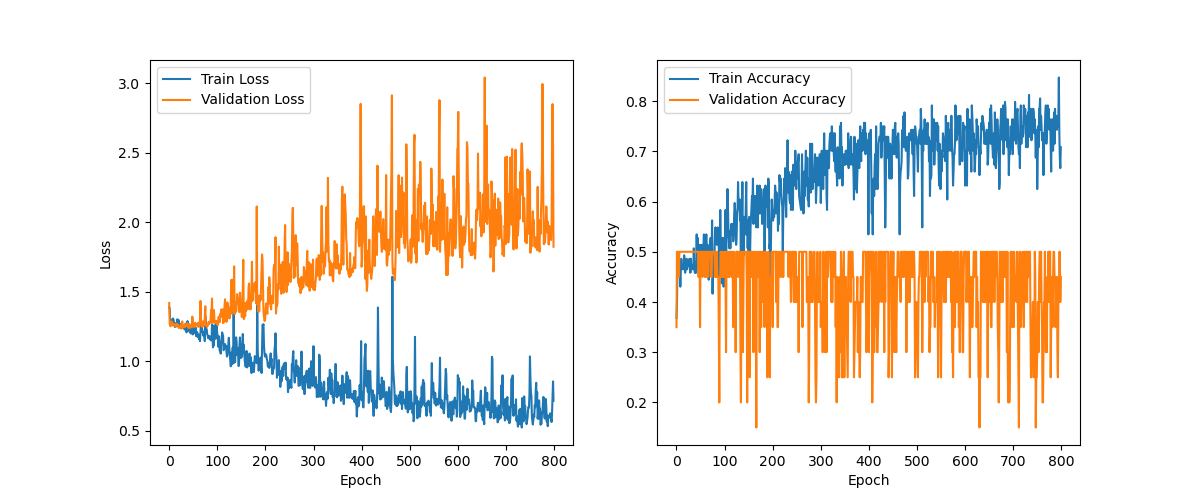 Train Loss
Validation Loss
3.0
2.5
2.0
1.5
1.0
0.5
Loss
0 100 200 300 400 500 600 700 800
Epoch
Train Accuracy
Validation Accuracy
0.8
0.7
0.6
0.5
0.4
0.3
0.2
Accuracy
0 100 200 300 400 500 600 700 800
Epoch